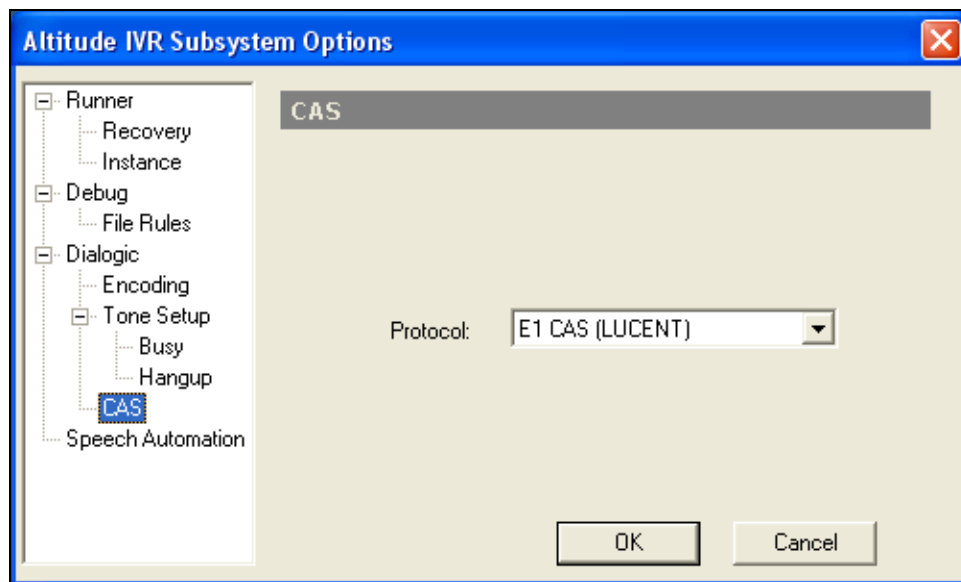 Altitude IVR Subsystem Options
Runner
Recovery
Instance
Debug
File Rules
Dialogic
Encoding
Tone Setup
Busy
Hangup
CAS
Speech Automation
CAS
Protocol: E1 CAS (LUCENT)
OK Cancel